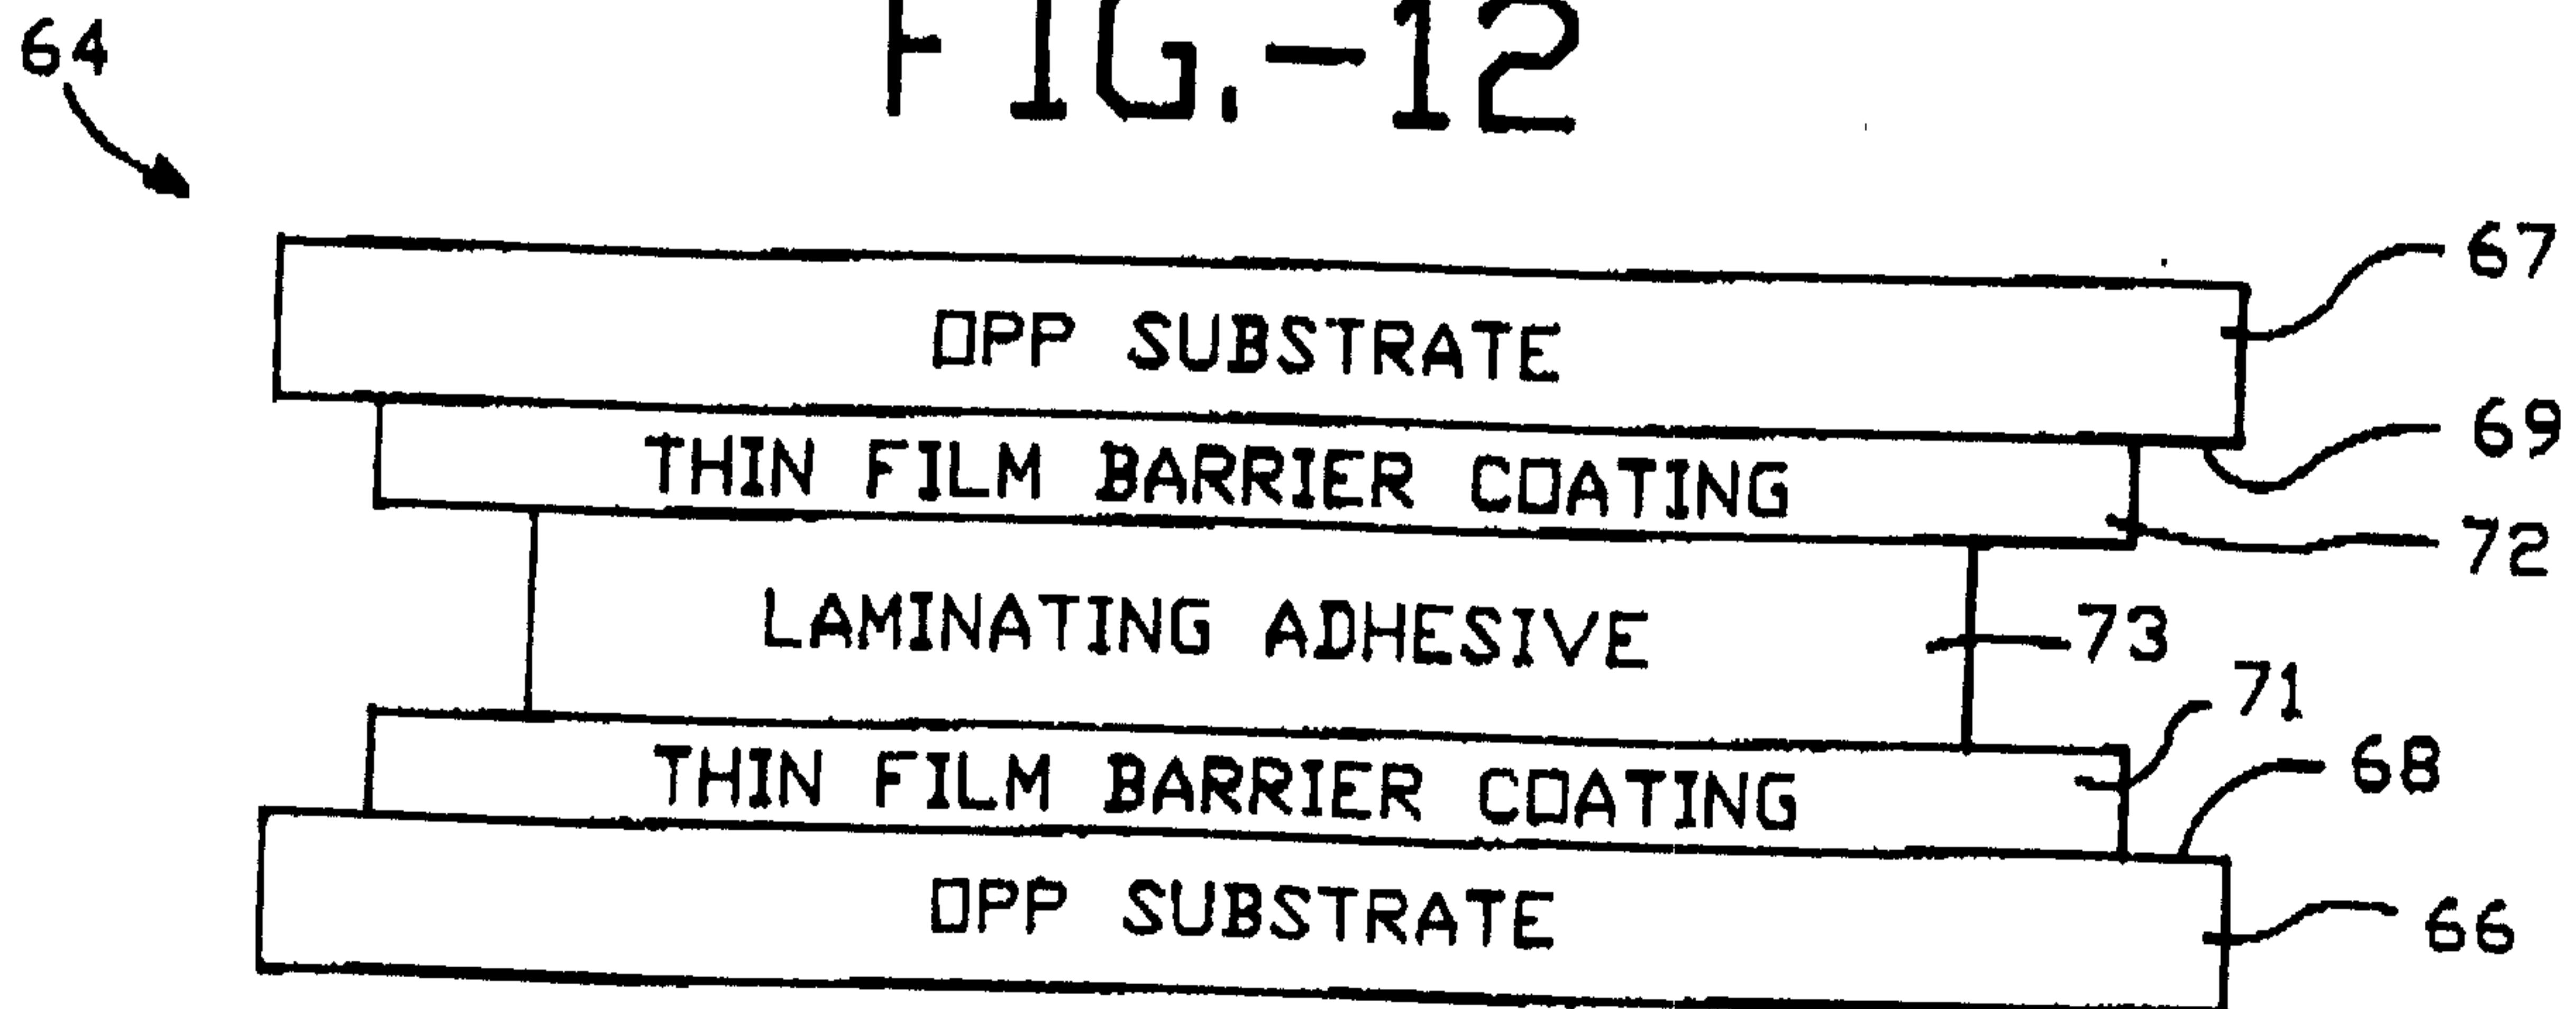 FIG.-12
64
67
OPP SUBSTRATE
69
THIN FILM BARRIER COATING
72
LAMINATING ADHESIVE
73
71
THIN FILM BARRIER COATING
68
OPP SUBSTRATE
66